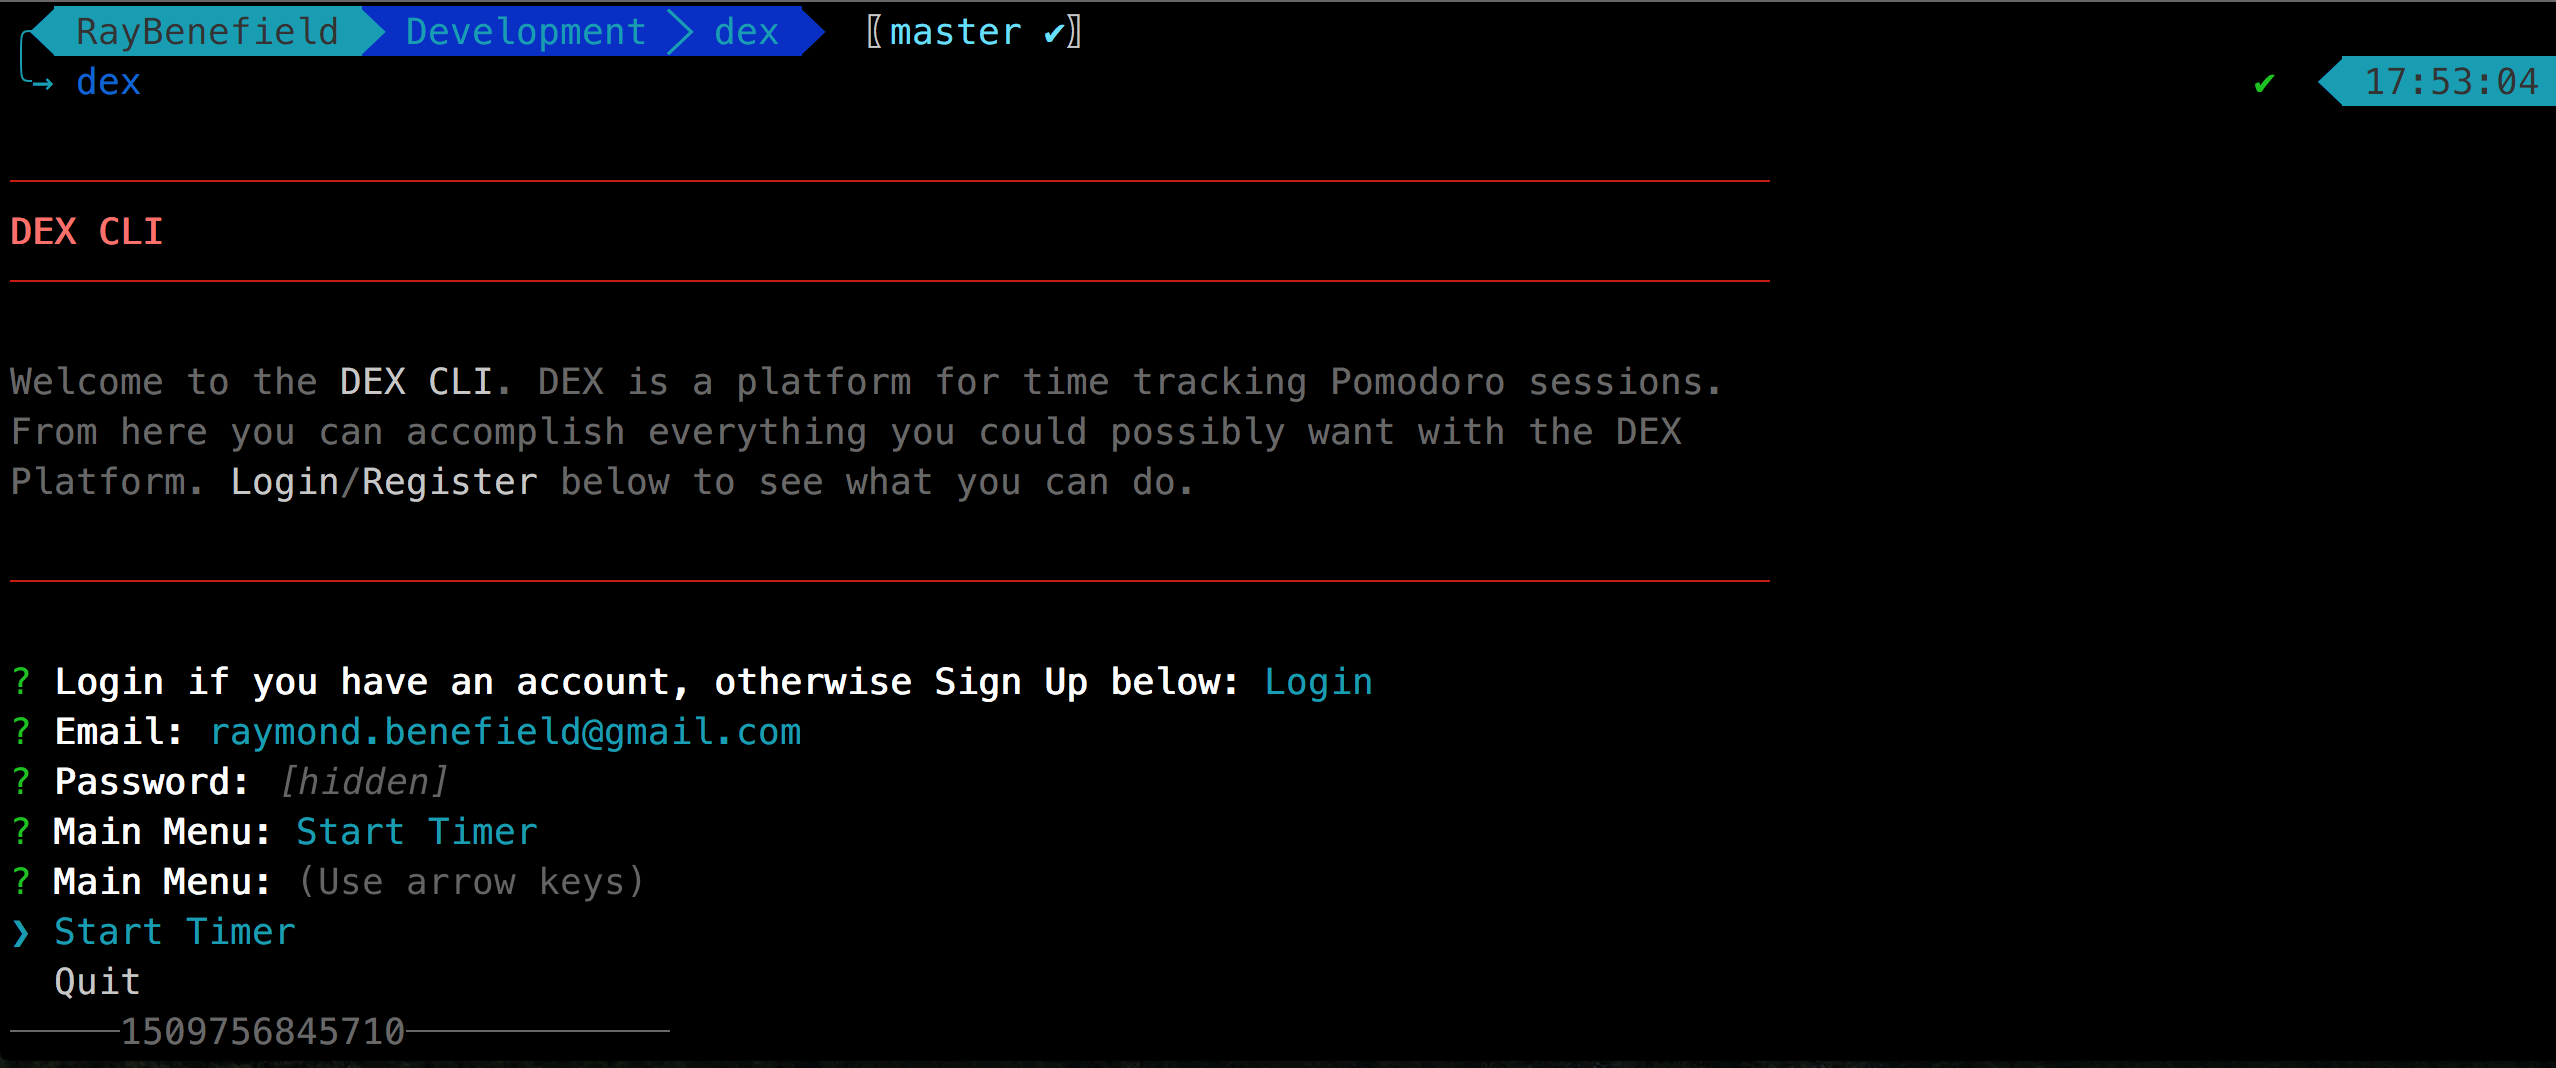 RayBenefield Development dex 〖master ✔〗
→ dex ✔ 17:53:04
DEX CLI
Welcome to the DEX CLI. DEX is a platform for time tracking Pomodoro sessions.
From here you can accomplish everything you could possibly want with the DEX
Platform. Login/Register below to see what you can do.
? Login if you have an account, otherwise Sign Up below: Login
? Email: raymond.benefield@gmail.com
? Password: [hidden]
? Main Menu: Start Timer
? Main Menu: (Use arrow keys)
❯ Start Timer
Quit
─────1509756845710────────────